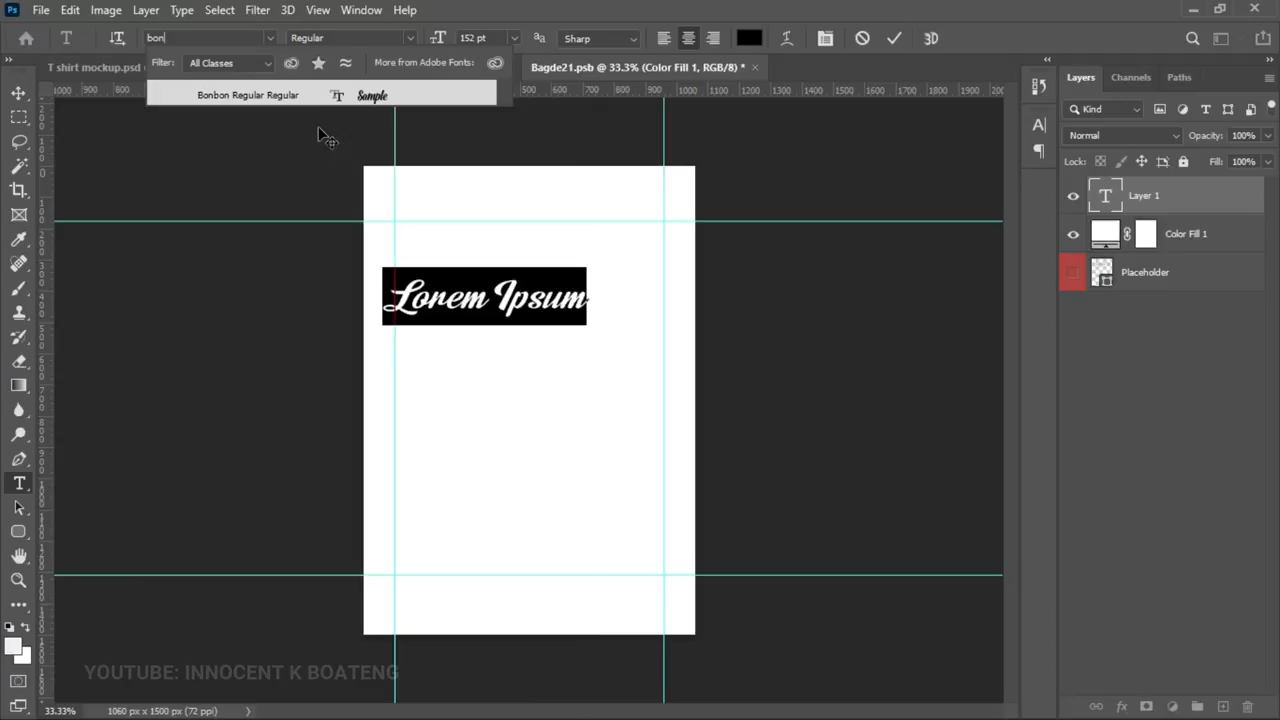 Ps File Edit Image Layer Type Select Filter 3D View Window Help
bon Regular 152 pt Sharp 3D
Filter: All Classes More from Adobe Fonts:
Bonbon Regular Regular Sample
T shirt mockup.psd
Bagde21.psb @ 33.3% (Color Fill 1, RGB/8) *
Lorem Ipsum
Layers Channels Paths
Kind
Normal Opacity: 100%
Lock: Fill: 100%
Layer 1
Color Fill 1
Placeholder
YOUTUBE: INNOCENT K BOATENG
33.33% 1060 px x 1500 px (72 ppi)